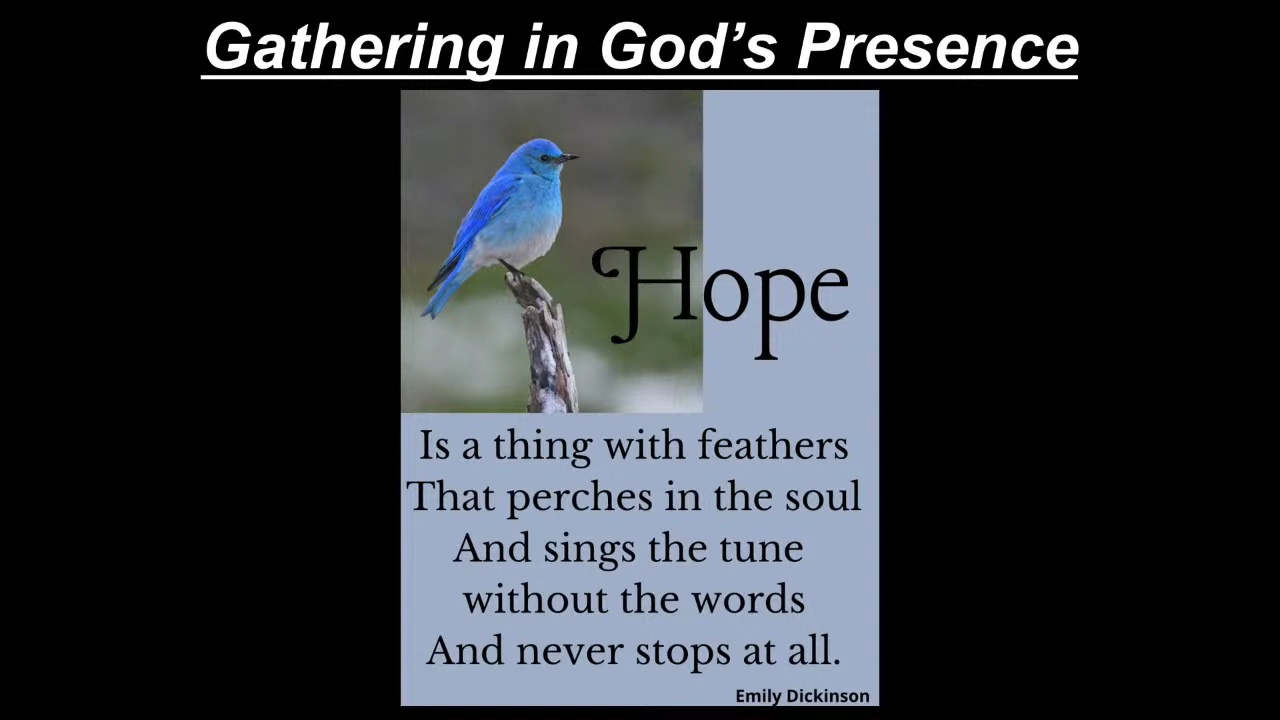 Gathering in God’s Presence
Hope
Is a thing with feathers
That perches in the soul
And sings the tune
without the words
And never stops at all.
Emily Dickinson